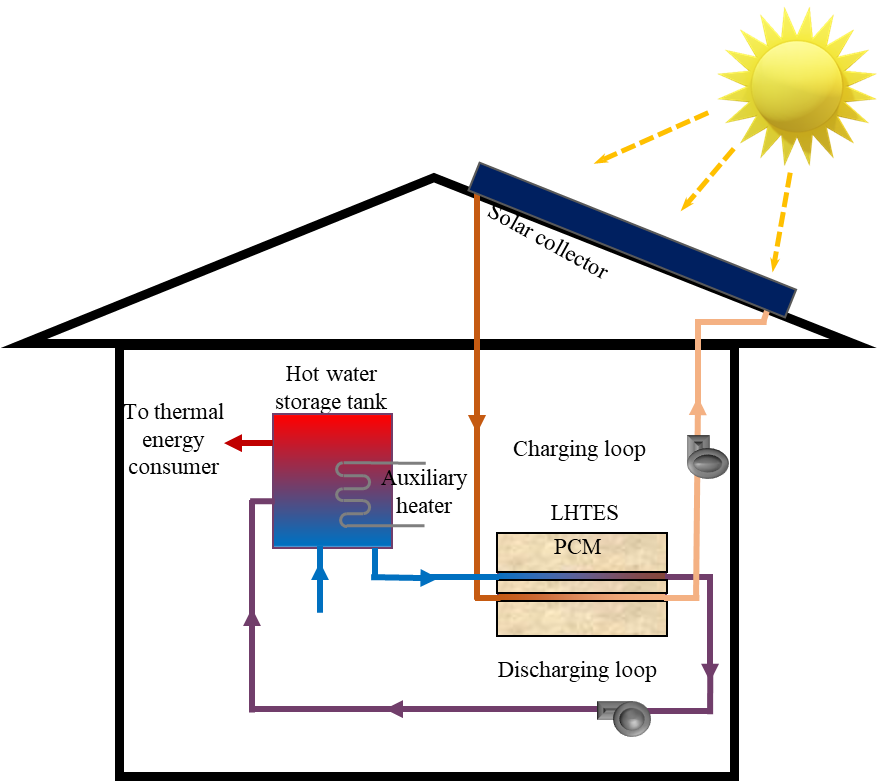 Solar collector
Hot water
storage tank
To thermal
energy
consumer
Auxiliary
heater
Charging loop
LHTES
PCM
Discharging loop